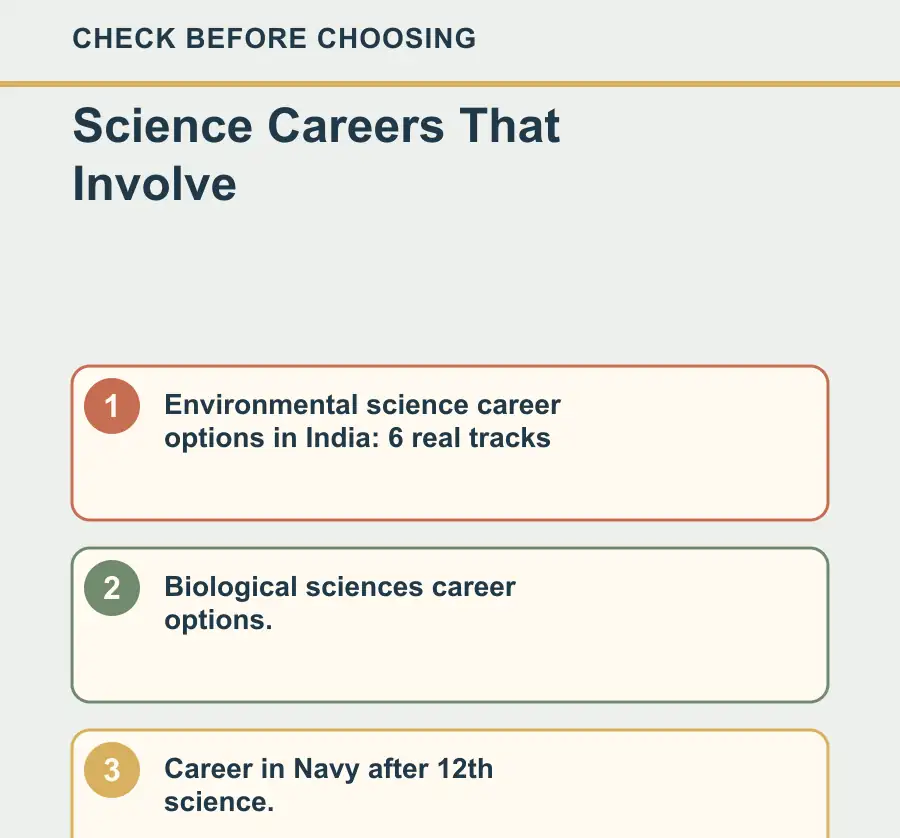 CHECK BEFORE CHOOSING
Science Careers That
Involve
1
Environmental science career
options in India: 6 real tracks
2
Biological sciences career
options.
3
Career in Navy after 12th
science.